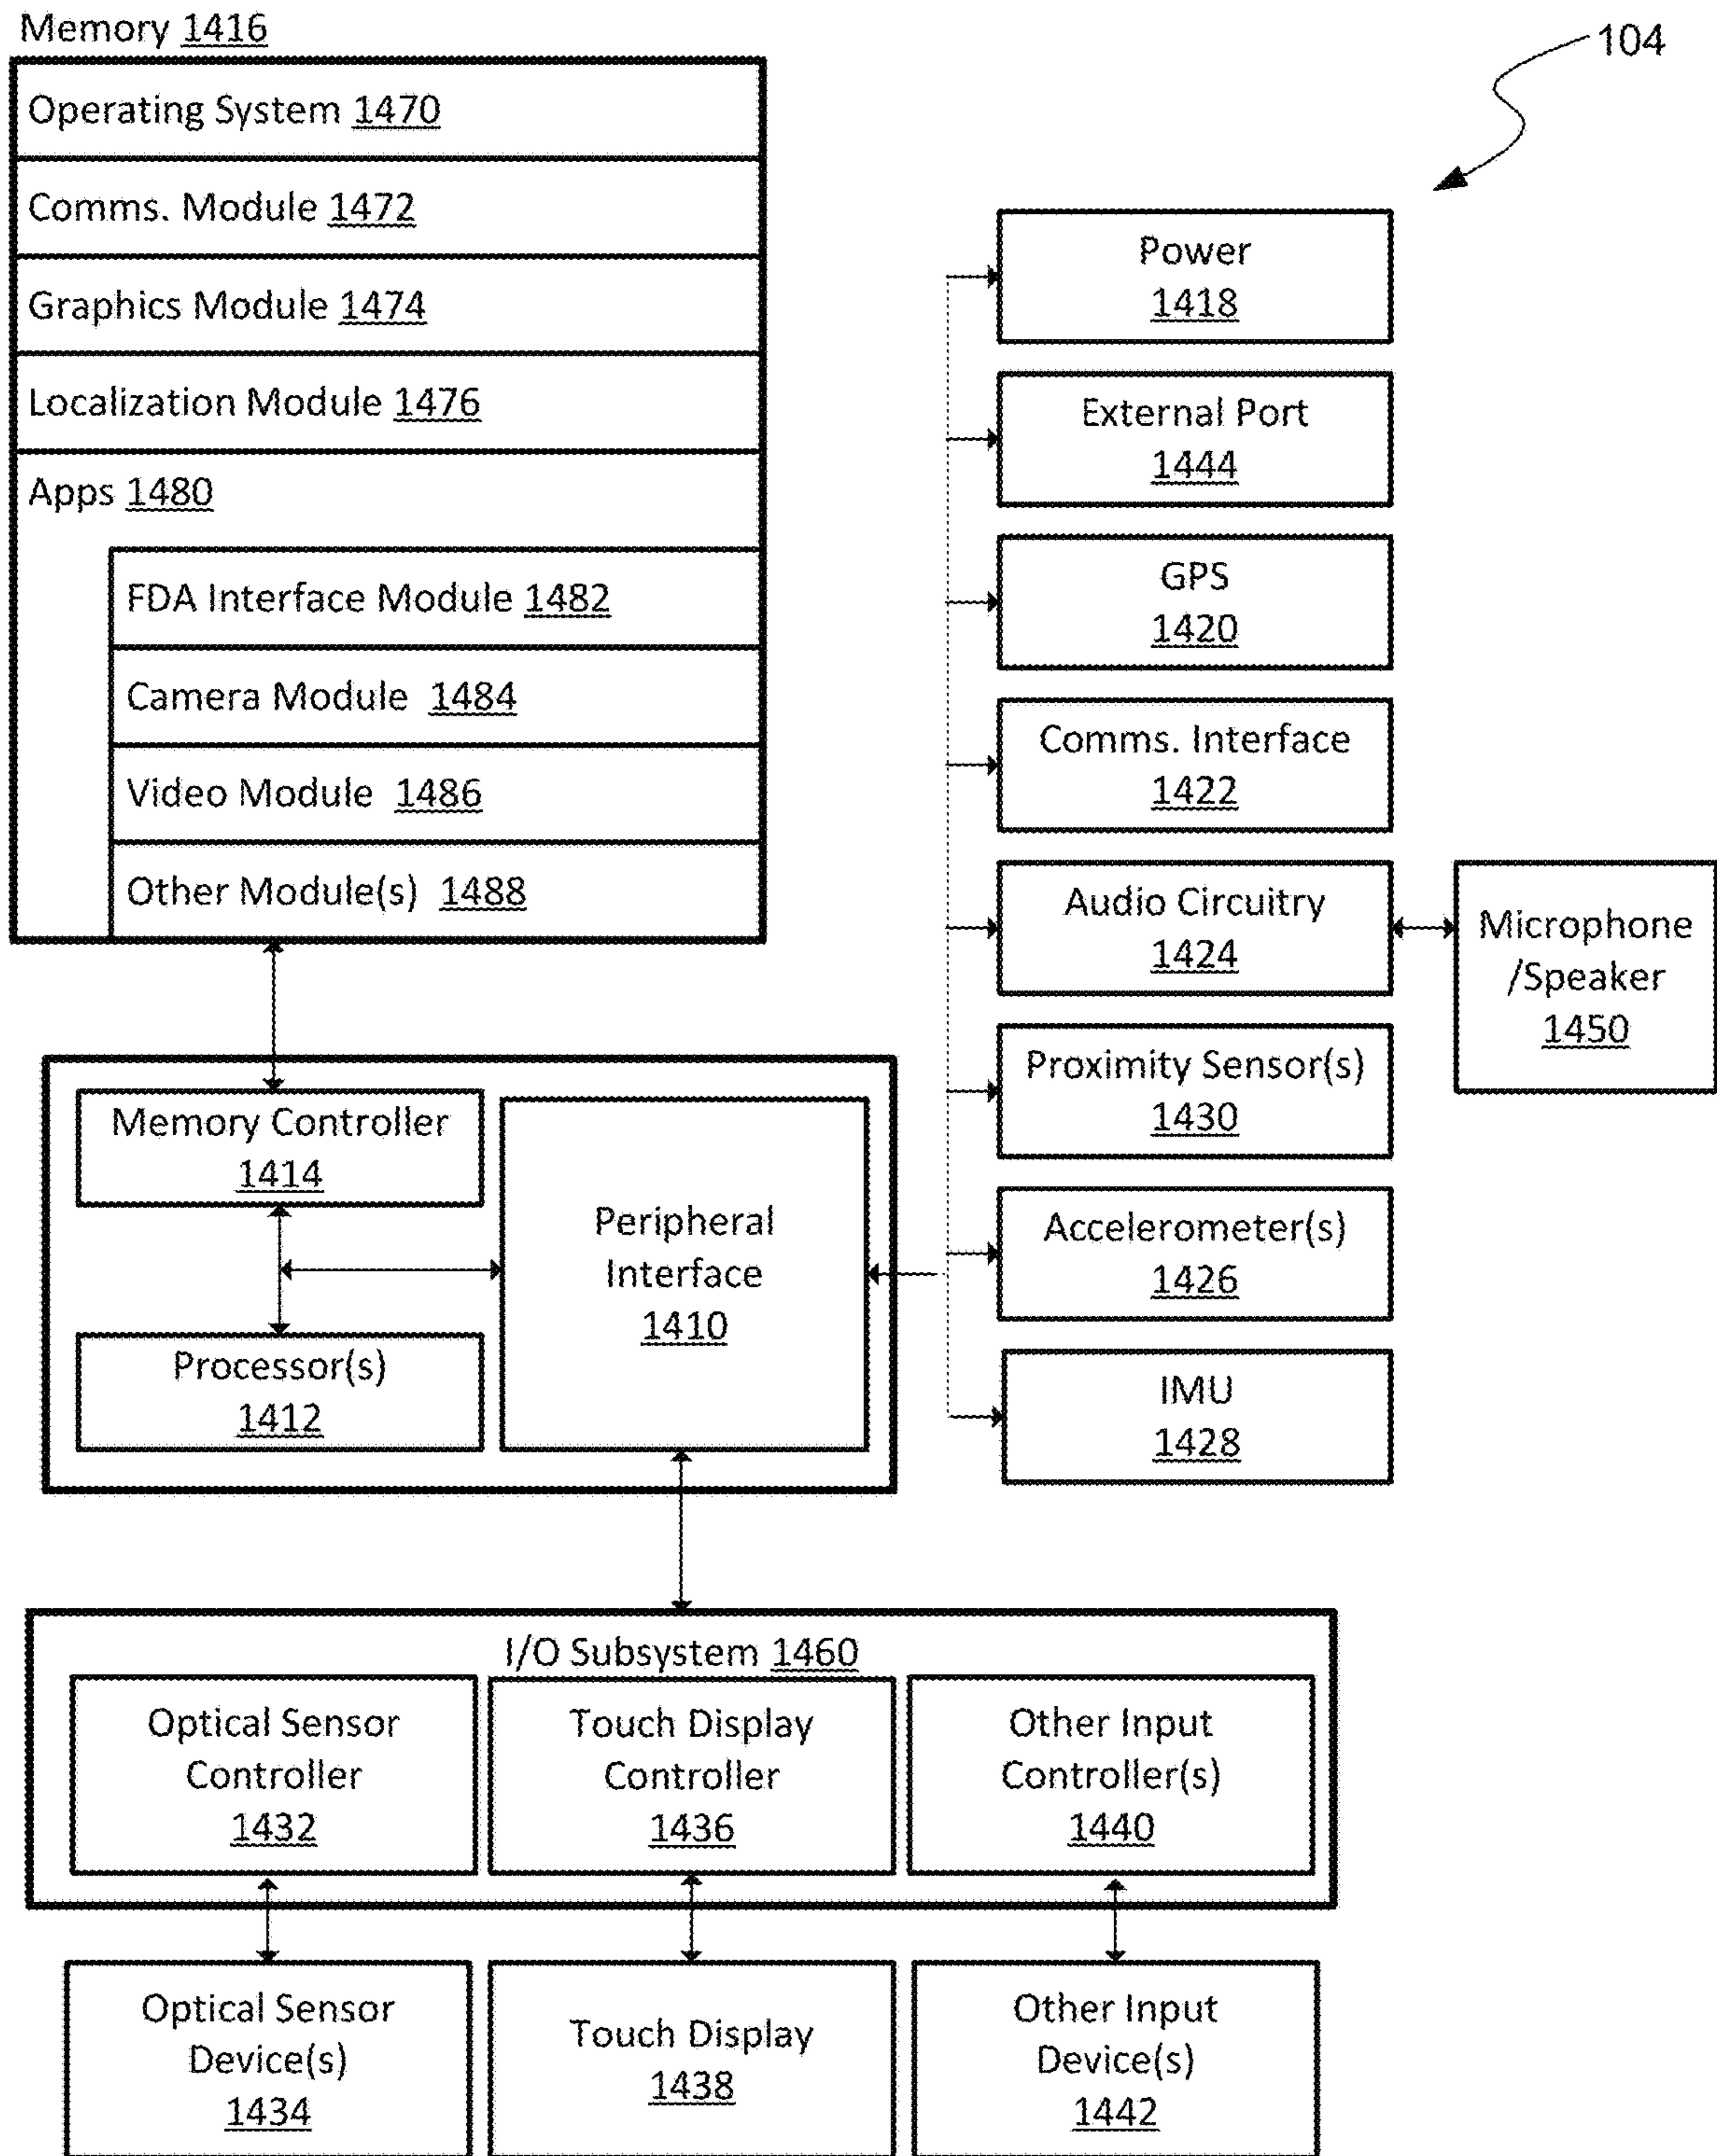 Memory 1416
104
Operating System 1470
Comms. Module 1472
Graphics Module 1474
Localization Module 1476
Apps 1480
FDA Interface Module 1482
Camera Module 1484
Video Module 1486
Other Module(s) 1488
Power
1418
External Port
1444
GPS
1420
Comms. Interface
1422
Audio Circuitry
1424
Microphone
/Speaker
1450
Proximity Sensor(s)
1430
Accelerometer(s)
1426
IMU
1428
Memory Controller
1414
Processor(s)
1412
Peripheral
Interface
1410
I/O Subsystem 1460
Optical Sensor
Controller
1432
Touch Display
Controller
1436
Other Input
Controller(s)
1440
Optical Sensor
Device(s)
1434
Touch Display
1438
Other Input
Device(s)
1442